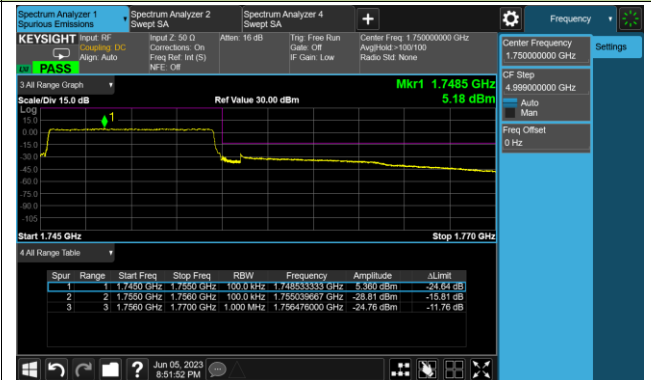 Spectrum Analyzer 1
Spurious Emissions
Spectrum Analyzer 2
Swept SA
Spectrum Analyzer 4
Swept SA
+
Frequency
KEYSIGHT
Input: RF
Coupling: DC
Align: Auto
Input Z: 50 Ω
Corrections: On
Freq Ref: Int (S)
NFE: Off
Atten: 16 dB
Trig: Free Run
Gate: Off
IF Gain: Low
Center Freq: 1.750000000 GHz
Avg|Hold:>100/100
Radio Std: None
PASS
Center Frequency
1.750000000 GHz
Settings
CF Step
4.999000000 GHz
Auto
Man
Freq Offset
0 Hz
3 All Range Graph
Mkr1 1.7485 GHz
Scale/Div 15.0 dB
Ref Value 30.00 dBm
5.18 dBm
Log
1
15.0
0.00
-15.0
-30.0
-45.0
-60.0
-75.0
-90.0
-105
Start 1.745 GHz
Stop 1.770 GHz
4 All Range Table
Spur Range Start Freq Stop Freq RBW Frequency Amplitude ΔLimit
1 1 1.7450 GHz 1.7550 GHz 100.0 kHz 1.748533333 GHz 5.360 dBm -24.64 dB
2 2 1.7550 GHz 1.7560 GHz 100.0 kHz 1.755039667 GHz -28.81 dBm -15.81 dB
3 3 1.7560 GHz 1.7700 GHz 1.000 MHz 1.756476000 GHz -24.76 dBm -11.76 dB
?
Jun 05, 2023
8:51:52 PM